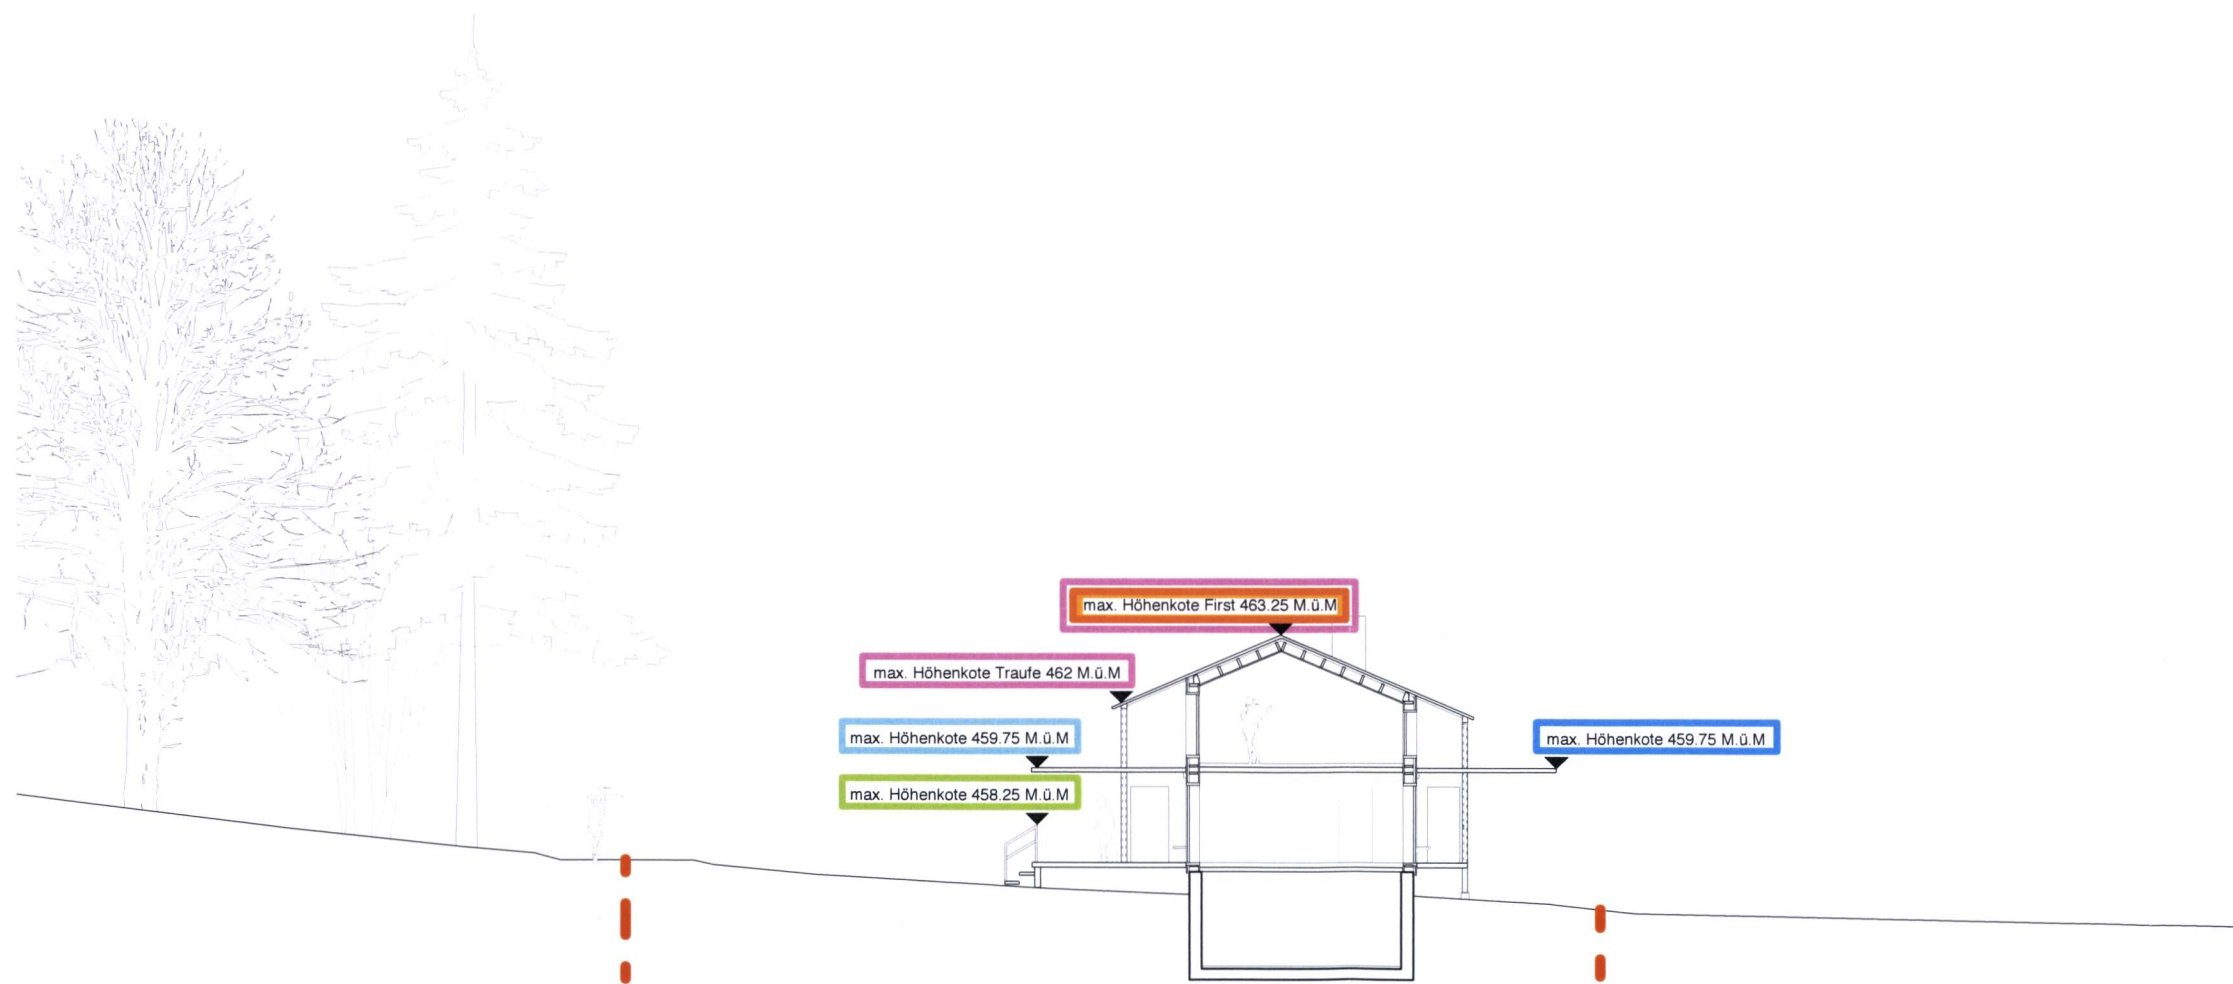 max. Höhenkote First 463.25 M.ü.M
max. Höhenkote Traufe 462 M.ü.M
max. Höhenkote 459.75 M.ü.M
max. Höhenkote 459.75 M.ü.M
max. Höhenkote 458.25 M.ü.M